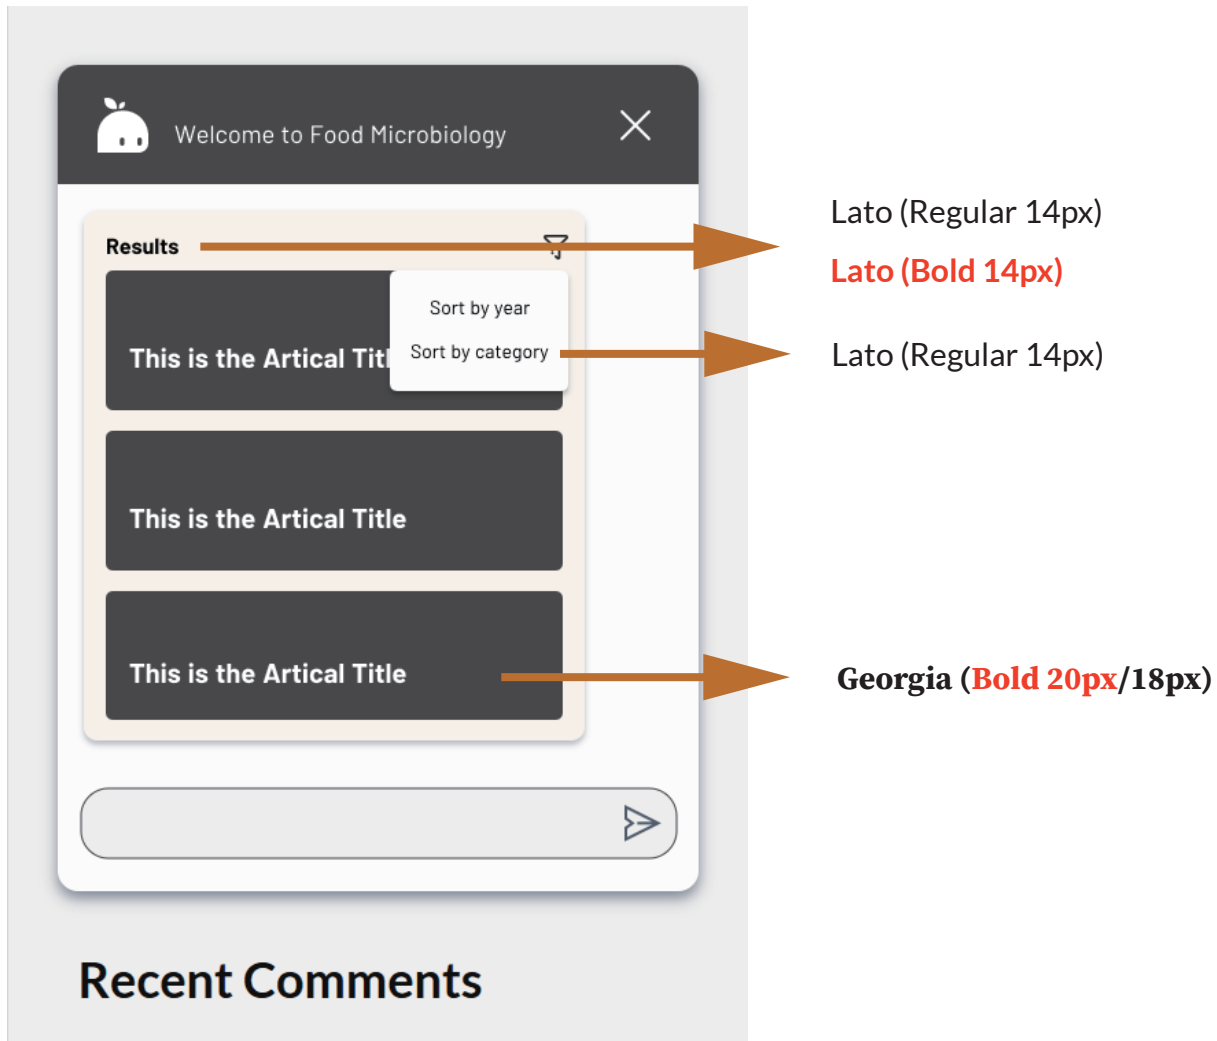 Welcome to Food Microbiology
Results
Sort by year
Sort by category
This is the Artical Titl
This is the Artical Title
This is the Artical Title
Recent Comments
Lato (Regular 14px)
Lato (Bold 14px)
Lato (Regular 14px)
Georgia (Bold 20px/18px)